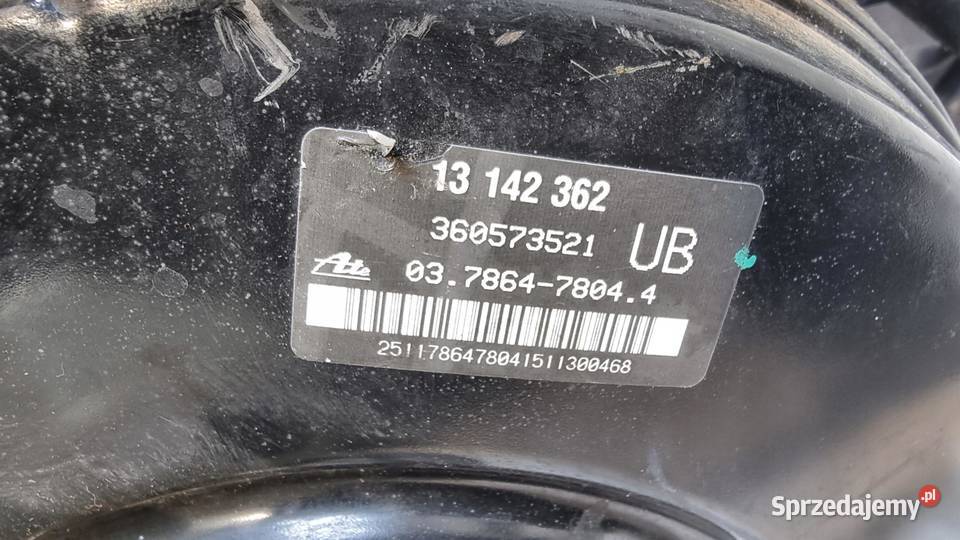 13 142 362
360573521 UB
Ate 03.7864-7804.4
2511786478041511300468
Sprzedajemy.pl